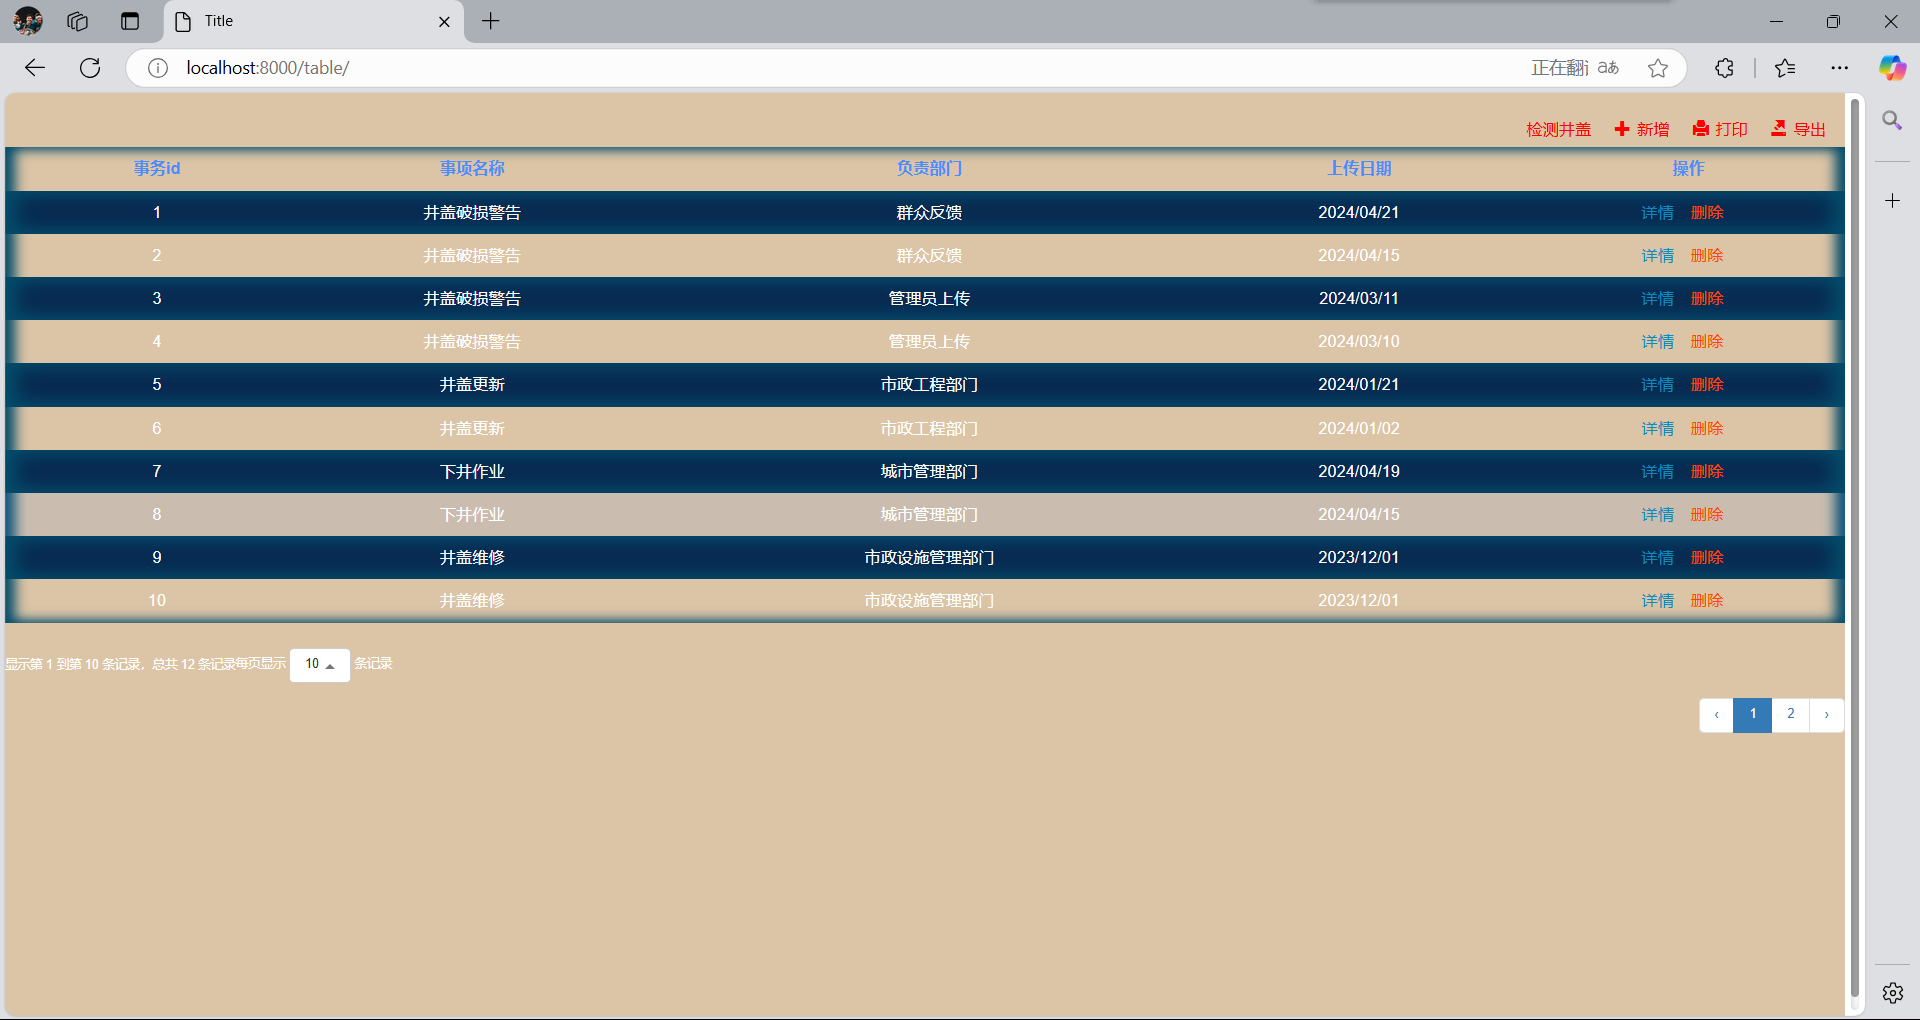 Title
localhost:8000/table/
正在翻
检测井盖 新增 打印 导出
事务id 事项名称 负责部门 上传日期 操作
1 井盖破损警告 群众反馈 2024/04/21 详情 删除
2 井盖破损警告 群众反馈 2024/04/15 详情 删除
3 井盖破损警告 管理员上传 2024/03/11 详情 删除
4 井盖破损警告 管理员上传 2024/03/10 详情 删除
5 井盖更新 市政工程部门 2024/01/21 详情 删除
6 井盖更新 市政工程部门 2024/01/02 详情 删除
7 下井作业 城市管理部门 2024/04/19 详情 删除
8 下井作业 城市管理部门 2024/04/15 详情 删除
9 井盖维修 市政设施管理部门 2023/12/01 详情 删除
10 井盖维修 市政设施管理部门 2023/12/01 详情 删除
显示第 1 到第 10 条记录，总共 12 条记录每页显示 10 条记录
‹ 1 2 ›